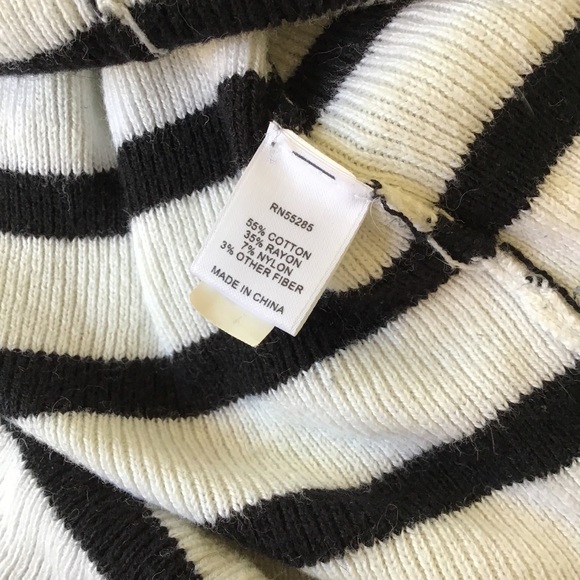 RN55285
55% COTTON
35% RAYON
7% NYLON
3% OTHER FIBER
MADE IN CHINA